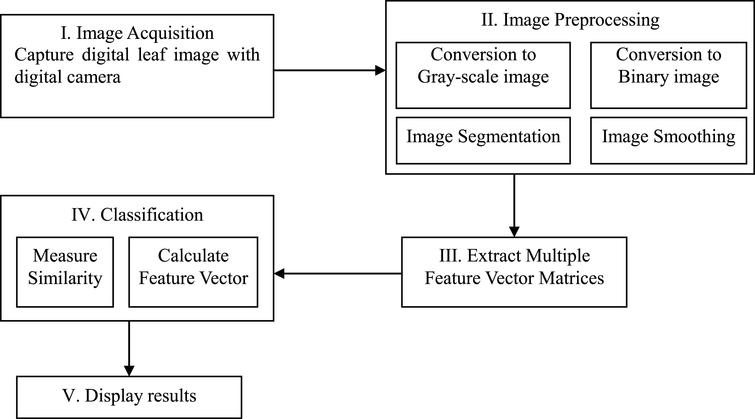 I. Image Acquisition
Capture digital leaf image with
digital camera
II. Image Preprocessing
Conversion to
Gray-scale image
Conversion to
Binary image
Image Segmentation
Image Smoothing
III. Extract Multiple
Feature Vector Matrices
IV. Classification
Measure
Similarity
Calculate
Feature Vector
V. Display results